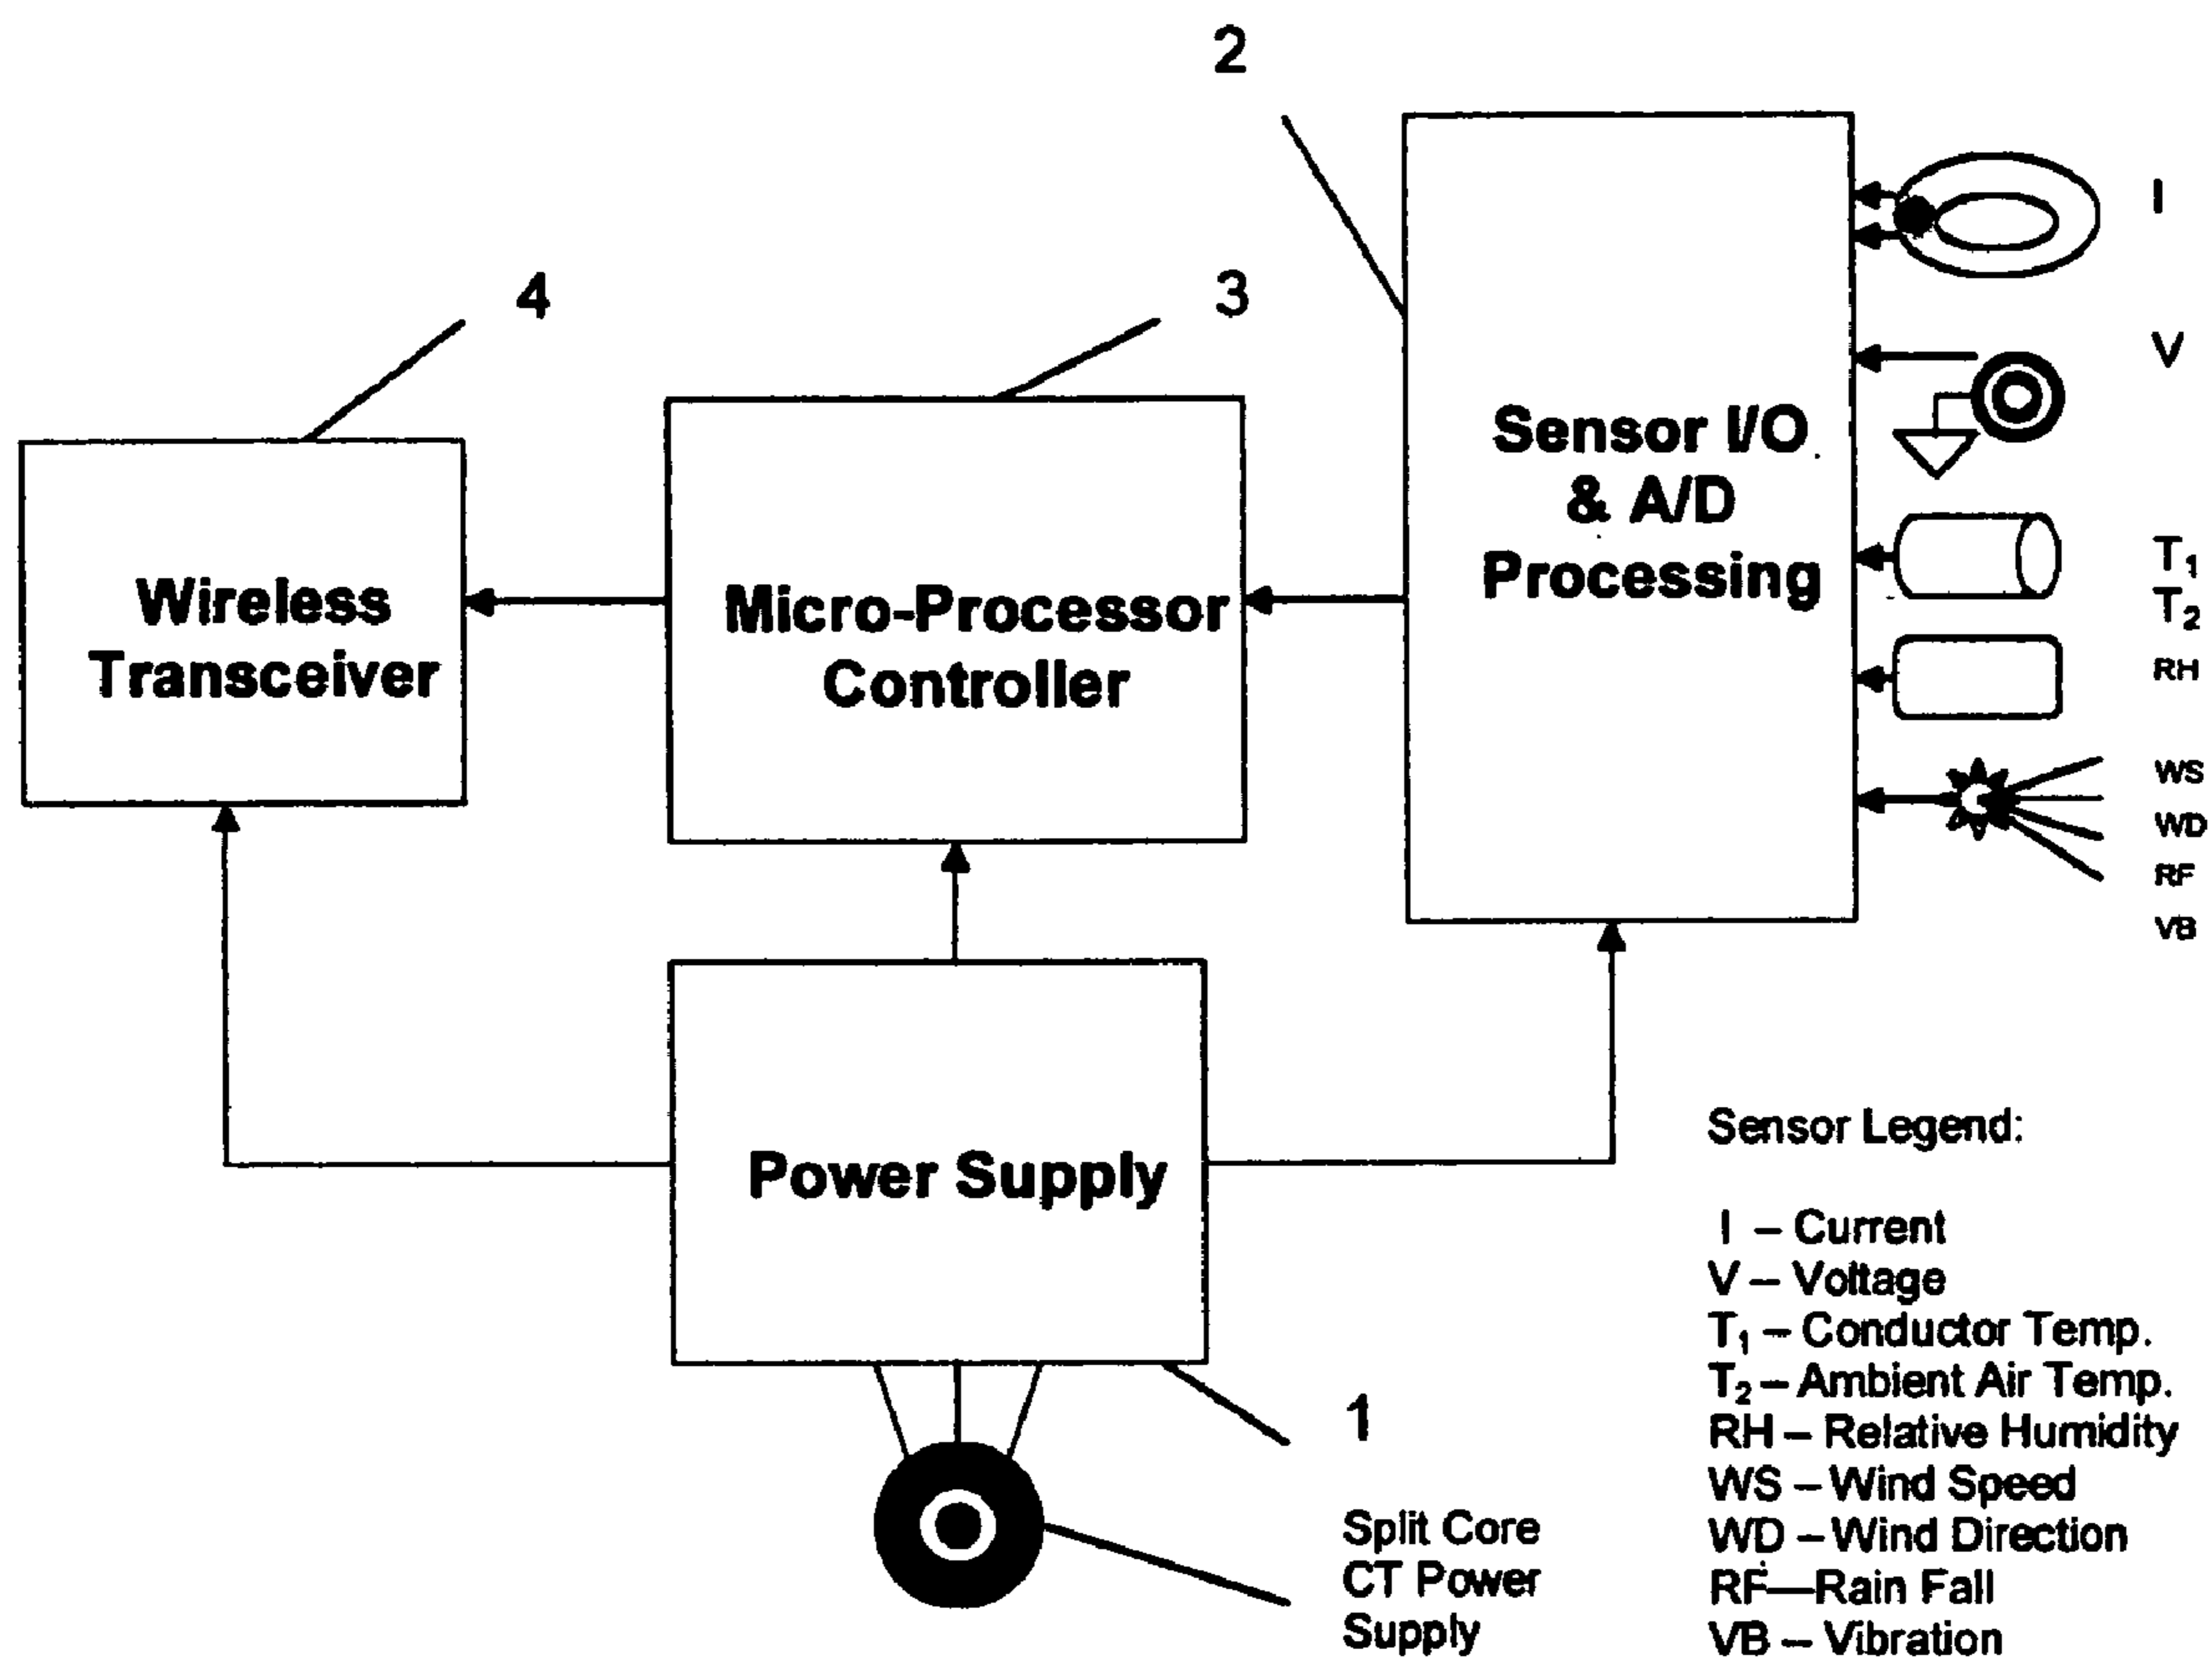 2
I
4
3
V
Sensor I/O
& A/D
Processing
T₁
T₂
Wireless
Transceiver
Micro-Processor
Controller
RH
WS
WD
RF
VB
Power Supply
1
Split Core
CT Power
Supply
Sensor Legend:
I – Current
V – Voltage
T₁ – Conductor Temp.
T₂ – Ambient Air Temp.
RH – Relative Humidity
WS – Wind Speed
WD – Wind Direction
RF—Rain Fall
VB – Vibration